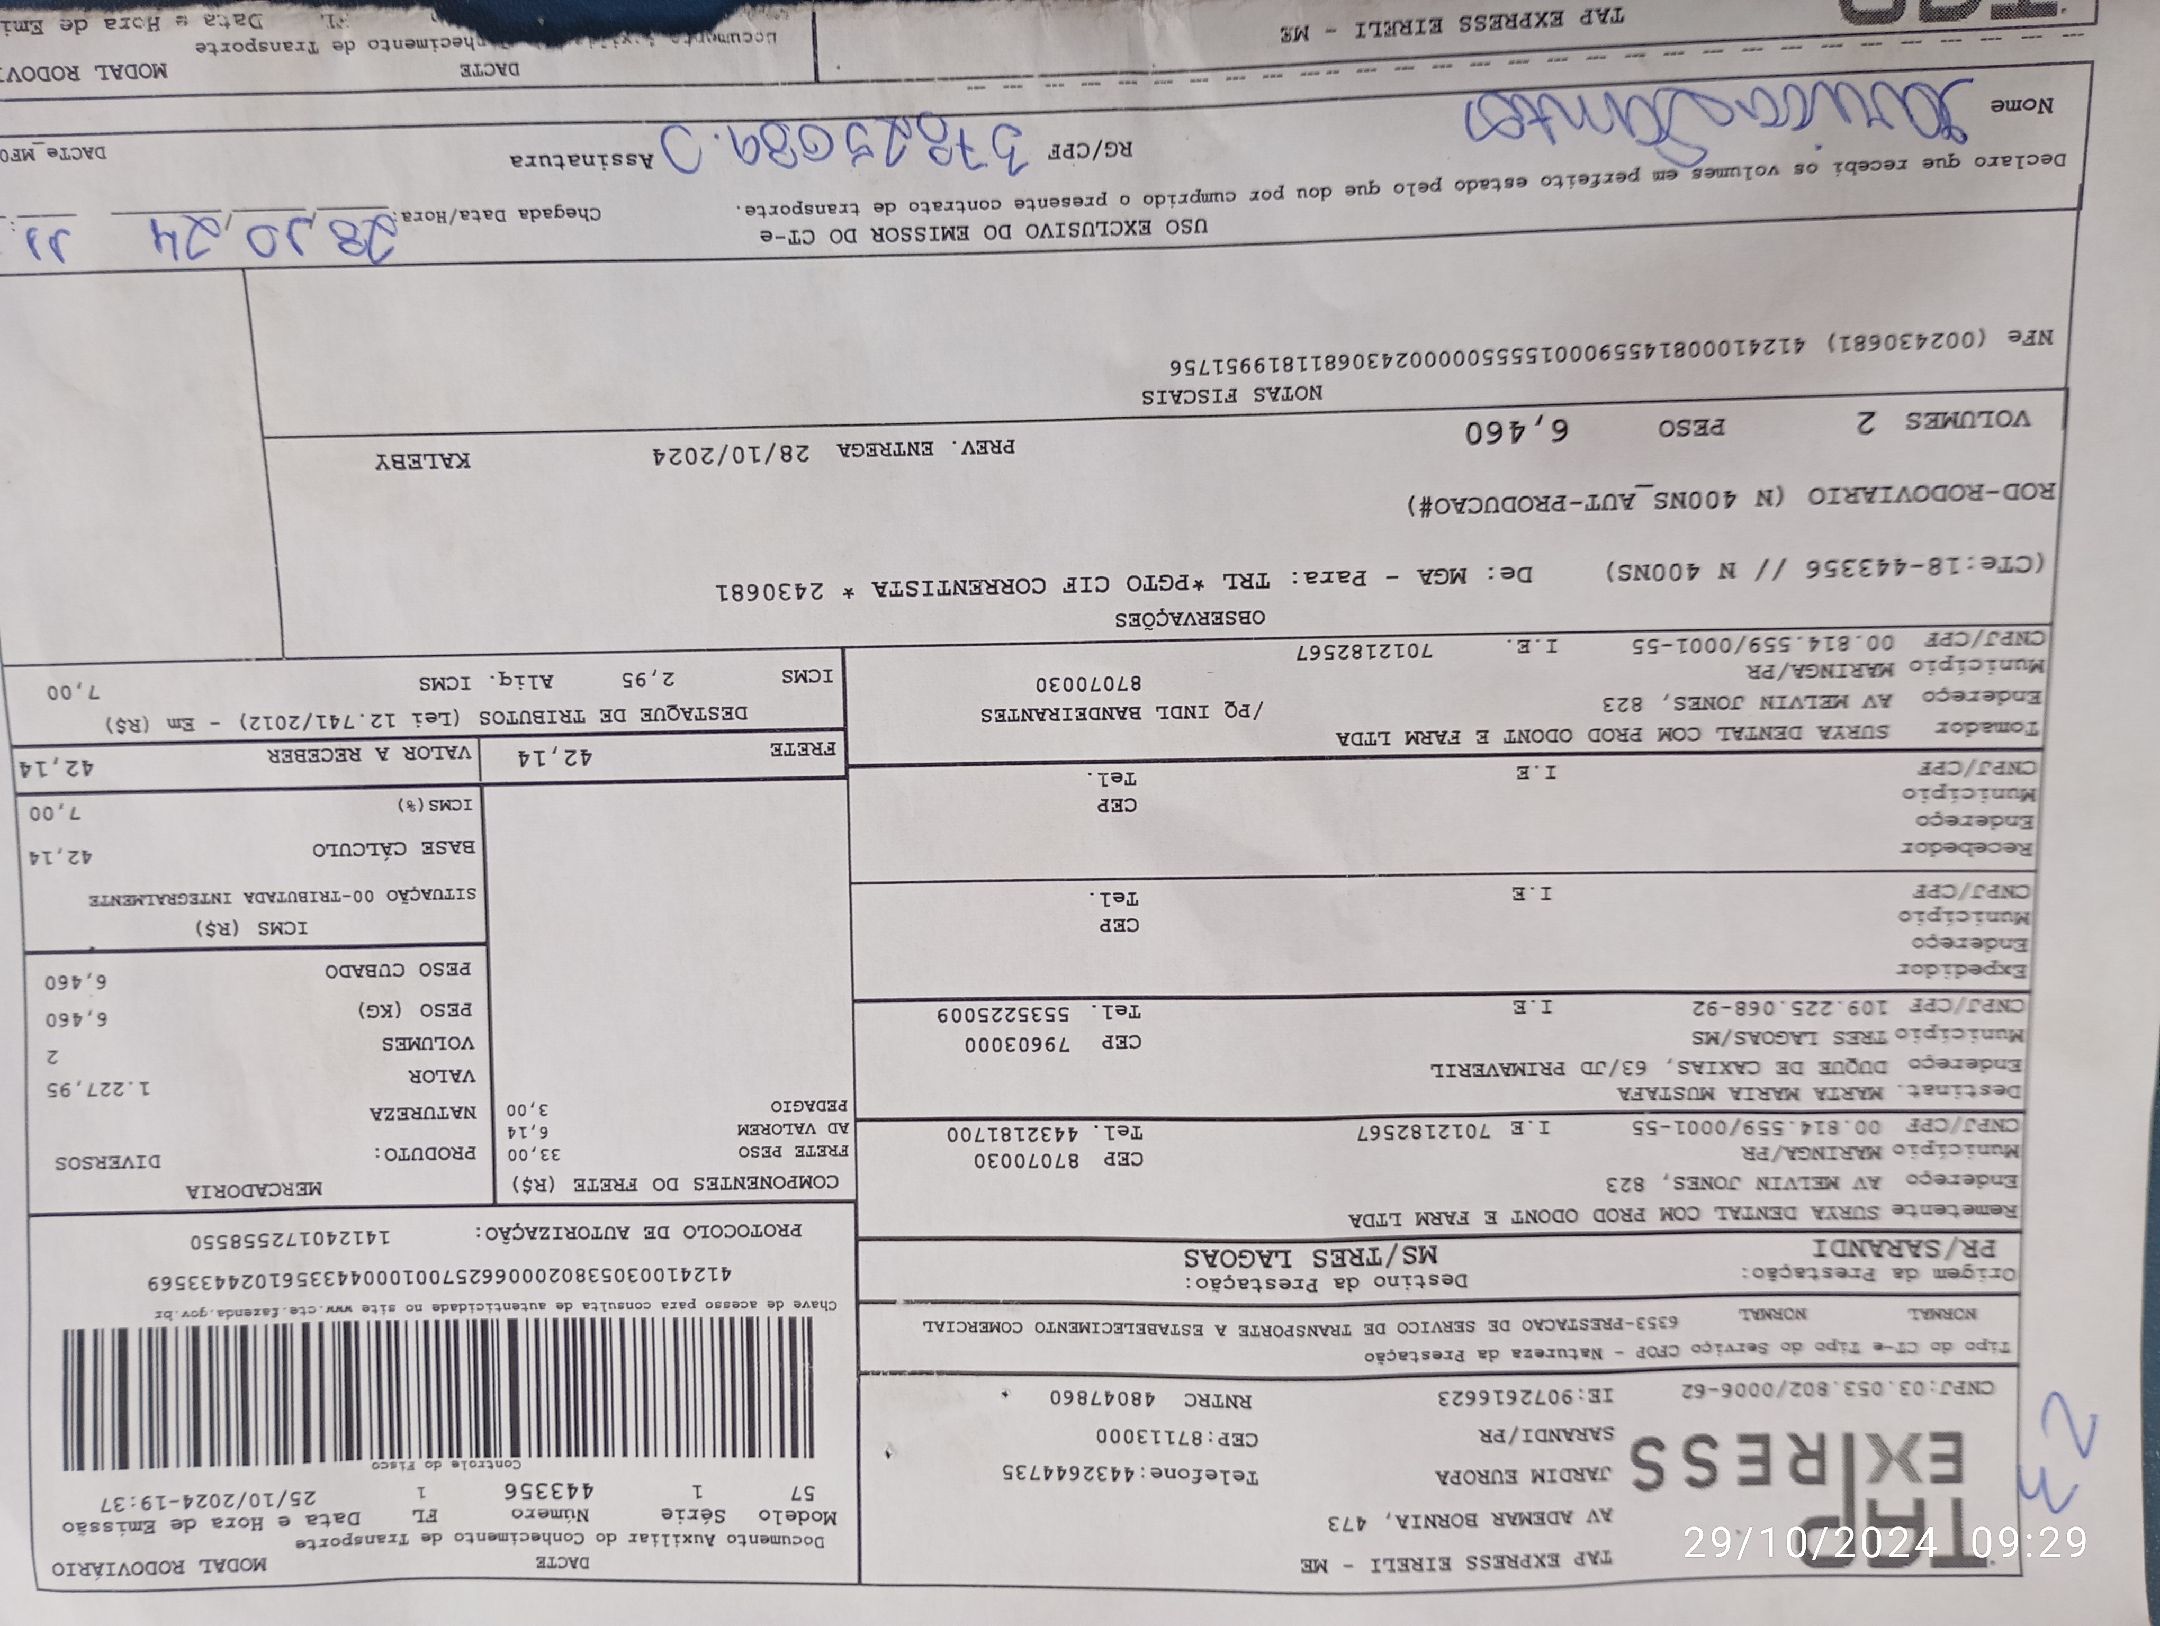 TAP EXPRESS
TAP EXPRESS EIRELI - ME
AV ADEMAR BORNIA, 473
JARDIM EUROPA Telefone:4432644735
SARANDI/PR CEP:87113000
CNPJ:03.053.802/0006-62 IE:9072616623 RNTRC 48047860
DACTE MODAL RODOVIÁRIO
Documento Auxiliar do Conhecimento de Transporte
Modelo Série Número FL Data e Hora de Emissão
57 1 443356 1 25/10/2024-19:37
Controle do Fisco
Chave de acesso para consulta de autenticidade no site www.cte.fazenda.gov.br
41241003053802000662570010004433561024433569
PROTOCOLO DE AUTORIZAÇÃO: 141240172558550
Tipo do CT-e Tipo do Serviço CFOP - Natureza da Prestação
NORMAL NORMAL 6353-PRESTACAO DE SERVICO DE TRANSPORTE A ESTABELECIMENTO COMERCIAL
Origem da Prestação: Destino da Prestação:
PR/SARANDI MS/TRES LAGOAS
Remetente SURYA DENTAL COM PROD ODONT E FARM LTDA
Endereço AV MELVIN JONES, 823
Município MARINGA/PR CEP 87070030
CNPJ/CPF 00.814.559/0001-55 I.E 7012182567 Tel. 4432181700
Destinat. MARTA MARIA MUSTAFA
Endereço DUQUE DE CAXIAS, 63/JD PRIMAVERIL
Município TRES LAGOAS/MS CEP 79603000
CNPJ/CPF 109.225.068-92 I.E Tel. 5535225009
Expedidor
Endereço
Município CEP
CNPJ/CPF I.E Tel.
Recebedor
Endereço
Município CEP
CNPJ/CPF I.E Tel.
Tomador SURYA DENTAL COM PROD ODONT E FARM LTDA
Endereço AV MELVIN JONES, 823 /PQ INDL BANDEIRANTES
Município MARINGA/PR 87070030
CNPJ/CPF 00.814.559/0001-55 I.E. 7012182567
COMPONENTES DO FRETE (R$)
FRETE PESO 33,00
AD VALOREM 6,14
PEDAGIO 3,00
MERCADORIA
PRODUTO: DIVERSOS
NATUREZA
VALOR 1.227,95
VOLUMES 2
PESO (KG) 6,460
PESO CUBADO 6,460
ICMS (R$)
SITUAÇÃO 00-TRIBUTADA INTEGRALMENTE
BASE CÁLCULO 42,14
ICMS(%) 7,00
FRETE 42,14 VALOR A RECEBER 42,14
DESTAQUE DE TRIBUTOS (Lei 12.741/2012) - Em (R$)
ICMS 2,95 Aliq. ICMS 7,00
OBSERVAÇÕES
(CTe:18-443356 // N 400NS) De: MGA - Para: TRL *PGTO CIF CORRENTISTA * 2430681
ROD-RODOVIARIO (N 400NS_AUT-PRODUCAO#)
VOLUMES 2 PESO 6,460 PREV. ENTREGA 28/10/2024 KALEBY
NOTAS FISCAIS
NFe (002430681) 41241000814559000155550000024306811819951756
USO EXCLUSIVO DO EMISSOR DO CT-e
Declaro que recebi os volumes em perfeito estado pelo que dou por cumprido o presente contrato de transporte.
Chegada Data/Hora: 28/10/24 11:
Nome Santos RG/CPF Assinatura
DACTe_MF0
TAP EXPRESS EIRELI - ME
DACTE MODAL RODOVI
Documento Auxiliar Conhecimento de Transporte
FL Data e Hora de Emi
29/10/2024 09:29